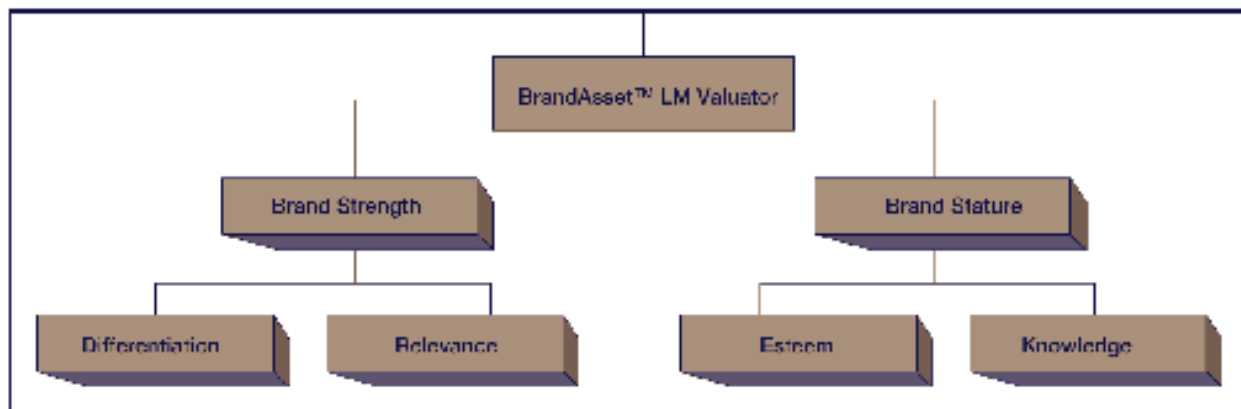 BrandAsset™ LM Valuator
Brand Strength
Brand Stature
Differentiation
Relevance
Esteem
Knowledge